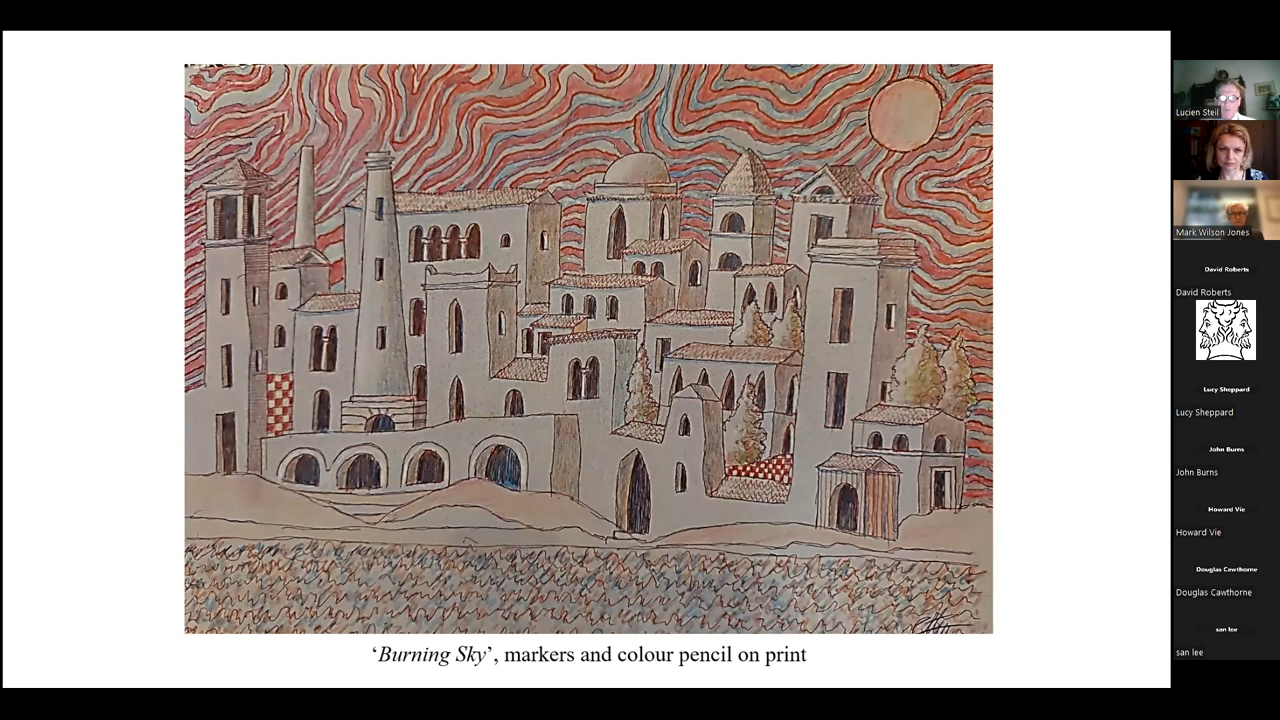 ‘Burning Sky’, markers and colour pencil on print
Lucien Steil
Mark Wilson Jones
David Roberts
David Roberts
Lucy Sheppard
Lucy Sheppard
John Burns
John Burns
Howard Vie
Howard Vie
Douglas Cawthorne
Douglas Cawthorne
san lee
san lee